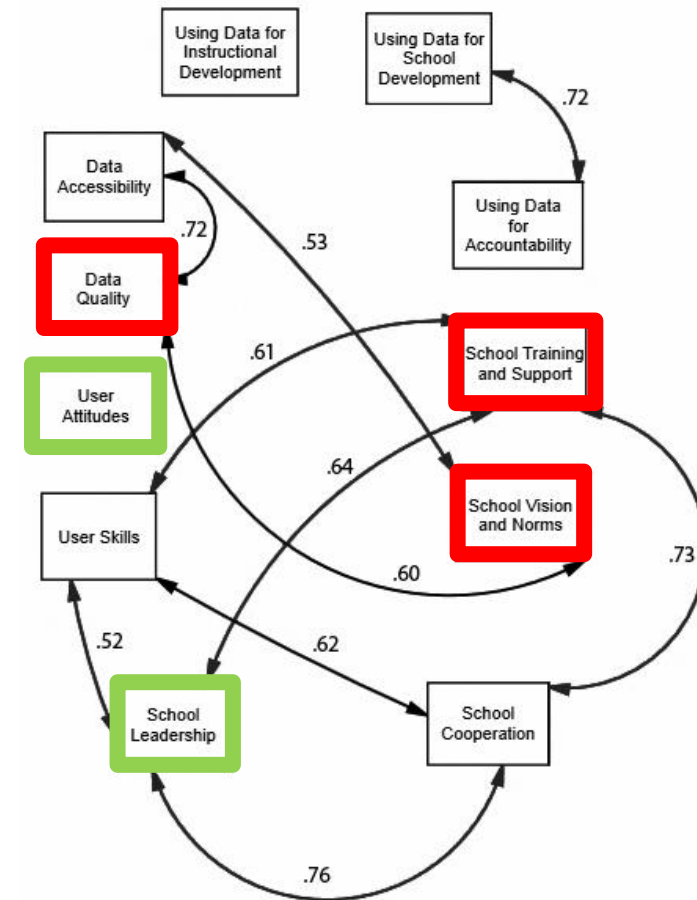 Using Data for
Instructional
Development
Using Data for
School
Development
.72
Data
Accessibility
Using Data
for
Accountability
.72
.53
Data
Quality
.61
School Training
and Support
User
Attitudes
.64
School Vision
and Norms
User Skills
.60
.73
.52
.62
School
Leadership
School
Cooperation
.76